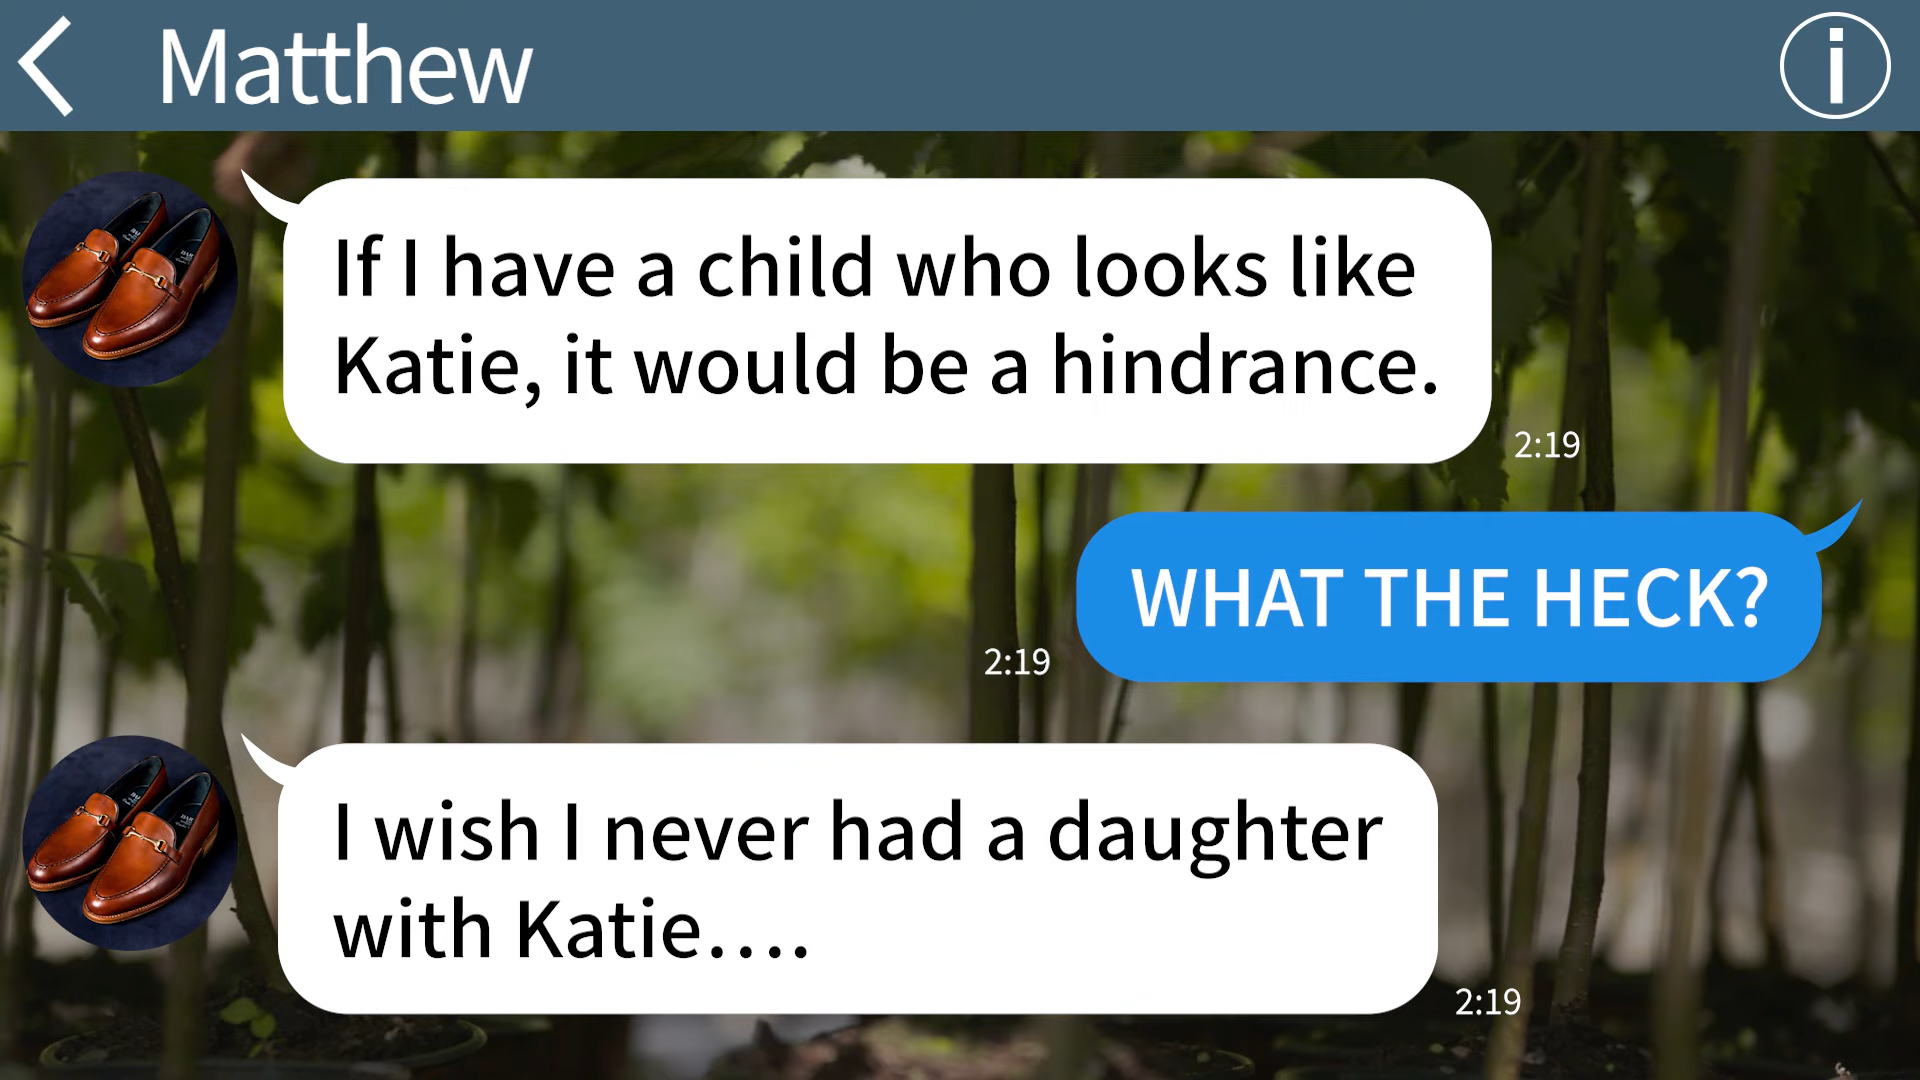 Matthew
If I have a child who looks like
Katie, it would be a hindrance.
2:19
WHAT THE HECK?
2:19
I wish I never had a daughter
with Katie....
2:19